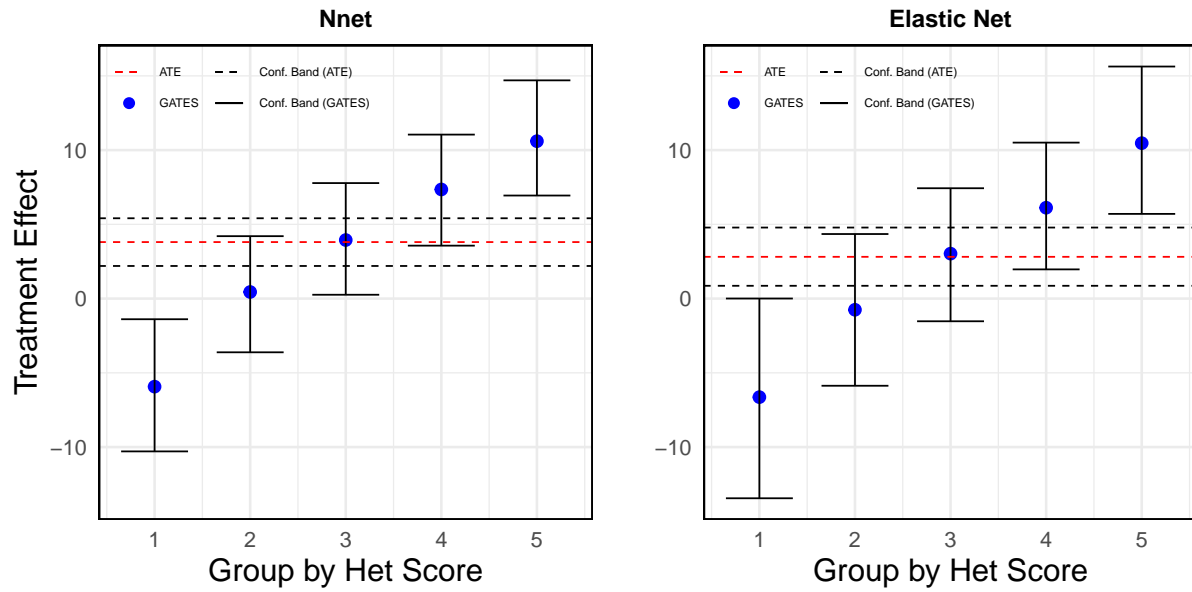 Nnet
ATE
Conf. Band (ATE)
GATES
Conf. Band (GATES)
10
0
−10
Treatment Effect
1 2 3 4 5
Group by Het Score
Elastic Net
ATE
Conf. Band (ATE)
GATES
Conf. Band (GATES)
10
0
−10
1 2 3 4 5
Group by Het Score